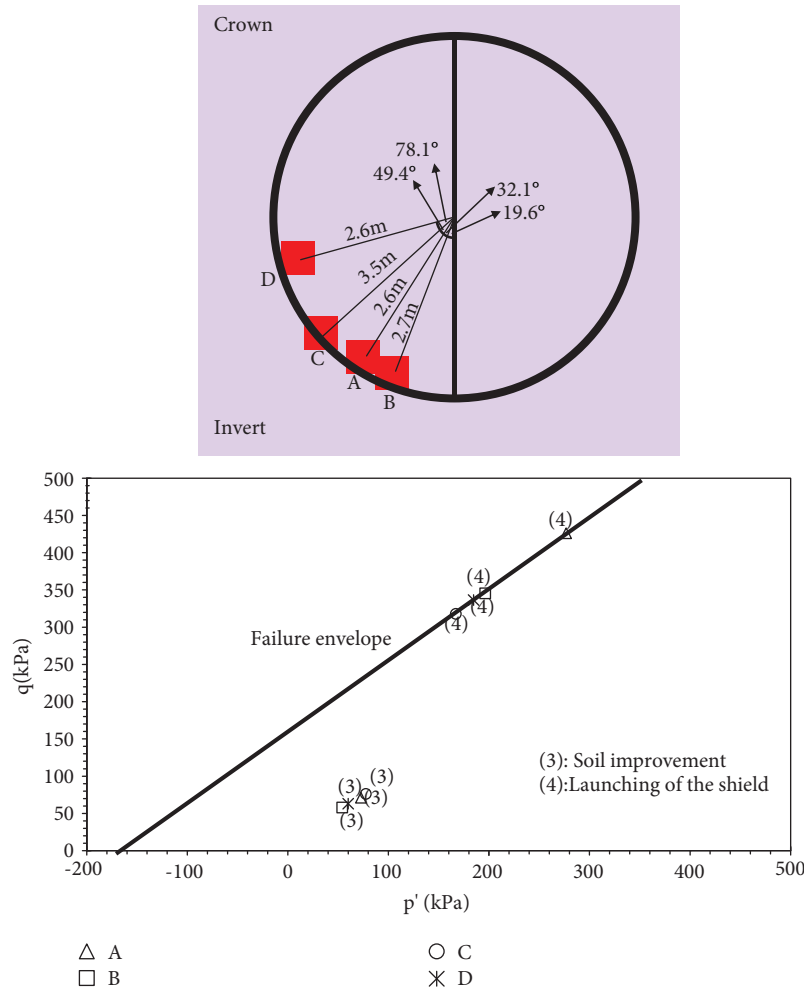 Crown
78.1°
49.4°
32.1°
19.6°
2.6m
3.5m
2.6m
2.7m
D
C
A
B
Invert
500
450
400
350
300
250
200
150
100
50
0
q(kPa)
(4)
(4)
(4)
(4)
Failure envelope
(3): Soil improvement
(4):Launching of the shield
(3)
(3)
(3)
(3)
-200
-100
0
100
200
300
400
500
p' (kPa)
A
C
B
D